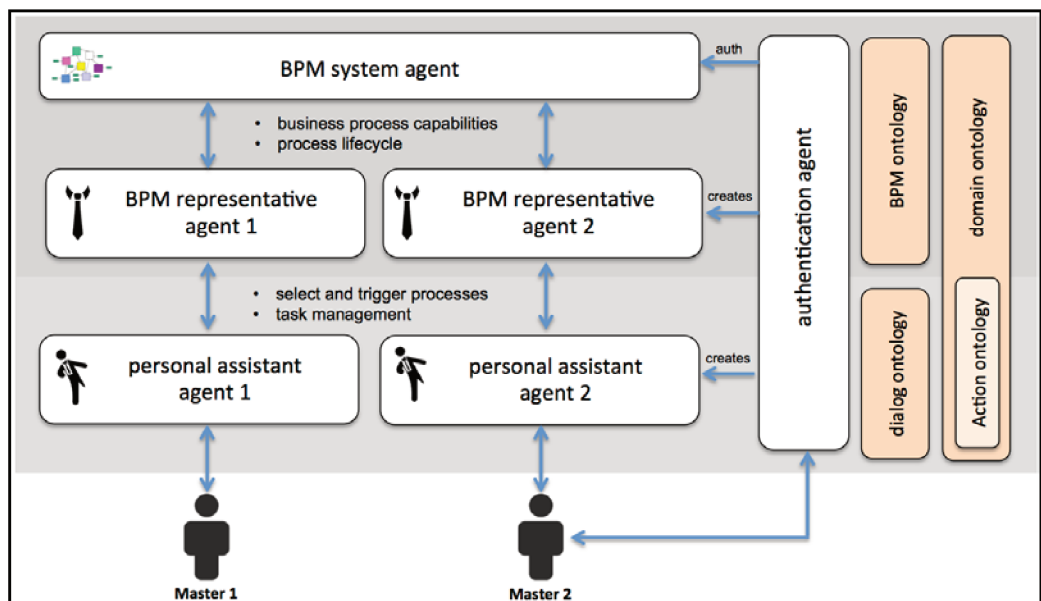 BPM system agent
auth
• business process capabilities
• process lifecycle
BPM representative
agent 1
BPM representative
agent 2
creates
• select and trigger processes
• task management
personal assistant
agent 1
personal assistant
agent 2
creates
authentication agent
BPM ontology
dialog ontology
domain ontology
Action ontology
Master 1
Master 2